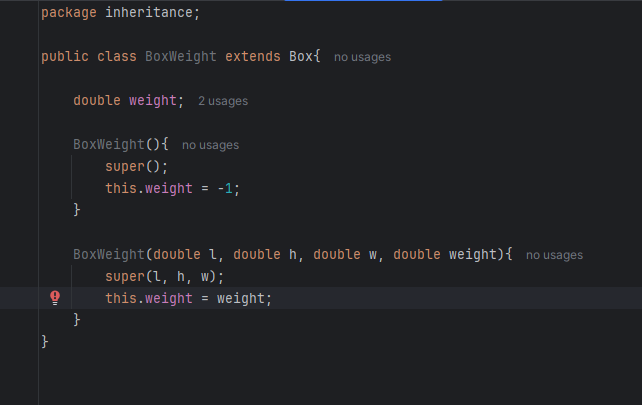 package inheritance;
public class BoxWeight extends Box{ no usages
double weight; 2 usages
BoxWeight(){ no usages
super();
this.weight = -1;
}
BoxWeight(double l, double h, double w, double weight){ no usages
super(l, h, w);
this.weight = weight;
}
}